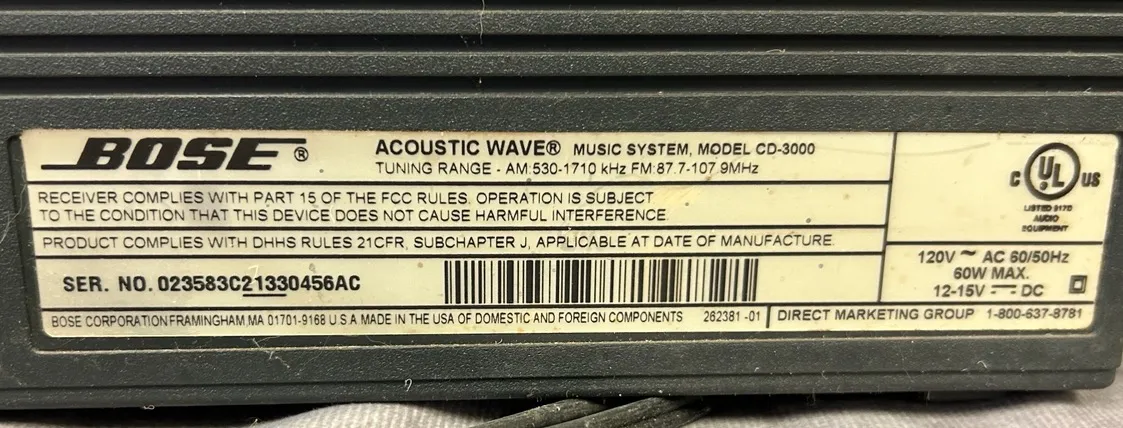 BOSE®
ACOUSTIC WAVE® MUSIC SYSTEM, MODEL CD-3000
TUNING RANGE - AM:530-1710 kHz FM:87.7-107.9MHz
RECEIVER COMPLIES WITH PART 15 OF THE FCC RULES. OPERATION IS SUBJECT
TO THE CONDITION THAT THIS DEVICE DOES NOT CAUSE HARMFUL INTERFERENCE.
PRODUCT COMPLIES WITH DHHS RULES 21CFR, SUBCHAPTER J, APPLICABLE AT DATE OF MANUFACTURE.
SER. NO. 023583C21330456AC
BOSE CORPORATION FRAMINGHAM, MA 01701-9168 U.S.A. MADE IN THE USA OF DOMESTIC AND FOREIGN COMPONENTS 262381-01
C UL US
LISTED 917D
AUDIO
EQUIPMENT
120V ~ AC 60/50Hz
60W MAX.
12-15V ⎓ DC
DIRECT MARKETING GROUP 1-800-637-8781